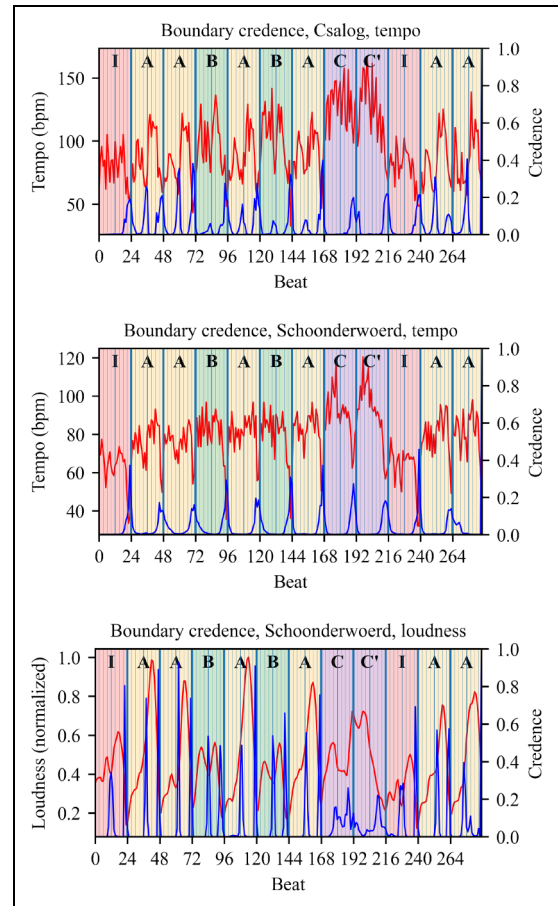 Boundary credence, Csalog, tempo
I A A B A B A C C' I A A
Tempo (bpm)
150
100
50
1.0
0.8
0.6
0.4
0.2
0.0
Credence
0 24 48 72 96 120 144 168 192 216 240 264
Beat
Boundary credence, Schoonderwoerd, tempo
I A A B A B A C C' I A A
Tempo (bpm)
120
100
80
60
40
1.0
0.8
0.6
0.4
0.2
0.0
Credence
0 24 48 72 96 120 144 168 192 216 240 264
Beat
Boundary credence, Schoonderwoerd, loudness
I A A B A B A C C' I A A
Loudness (normalized)
1.0
0.8
0.6
0.4
0.2
1.0
0.8
0.6
0.4
0.2
0.0
Credence
0 24 48 72 96 120 144 168 192 216 240 264
Beat